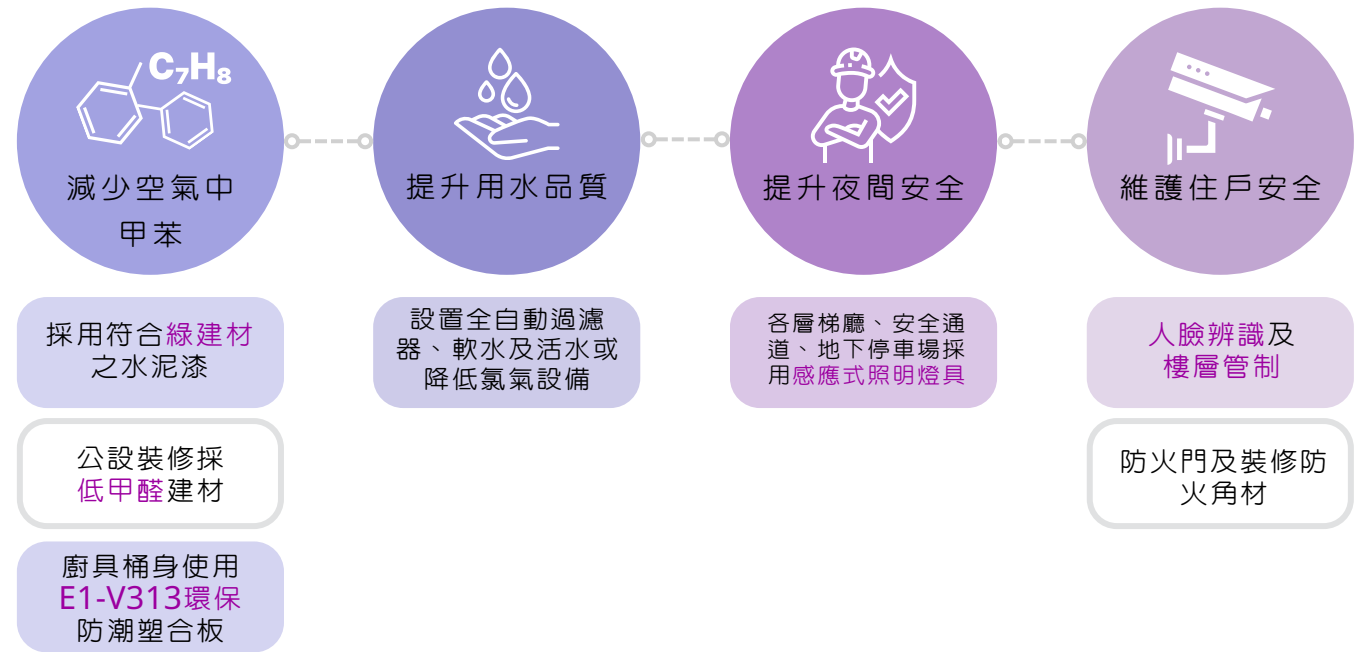 C₇H₈
減少空氣中
甲苯
採用符合綠建材
之水泥漆
公設裝修採
低甲醛建材
廚具桶身使用
E1-V313環保
防潮塑合板
提升用水品質
設置全自動過濾
器、軟水及活水或
降低氯氣設備
提升夜間安全
各層梯廳、安全通
道、地下停車場採
用感應式照明燈具
維護住戶安全
人臉辨識及
樓層管制
防火門及裝修防
火角材